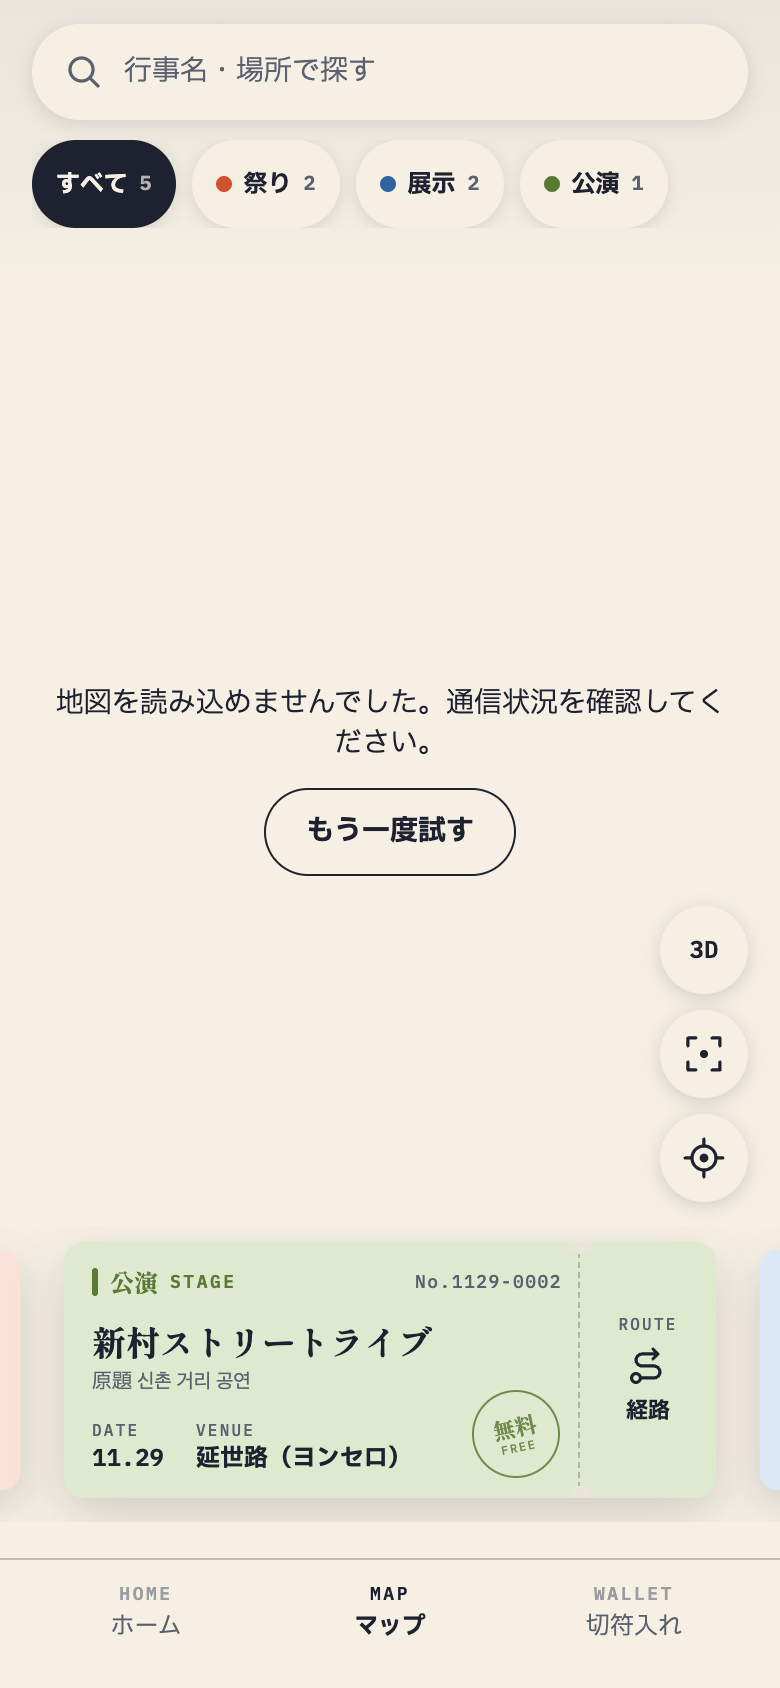 行事名・場所で探す
すべて 5
祭り 2
展示 2
公演 1
地図を読み込めませんでした。通信状況を確認してく
ださい。
もう一度試す
3D
公演 STAGE
No.1129-0002
新村ストリートライブ
原題 신촌 거리 공연
DATE
11.29
VENUE
延世路（ヨンセロ）
無料
FREE
ROUTE
経路
HOME
ホーム
MAP
マップ
WALLET
切符入れ